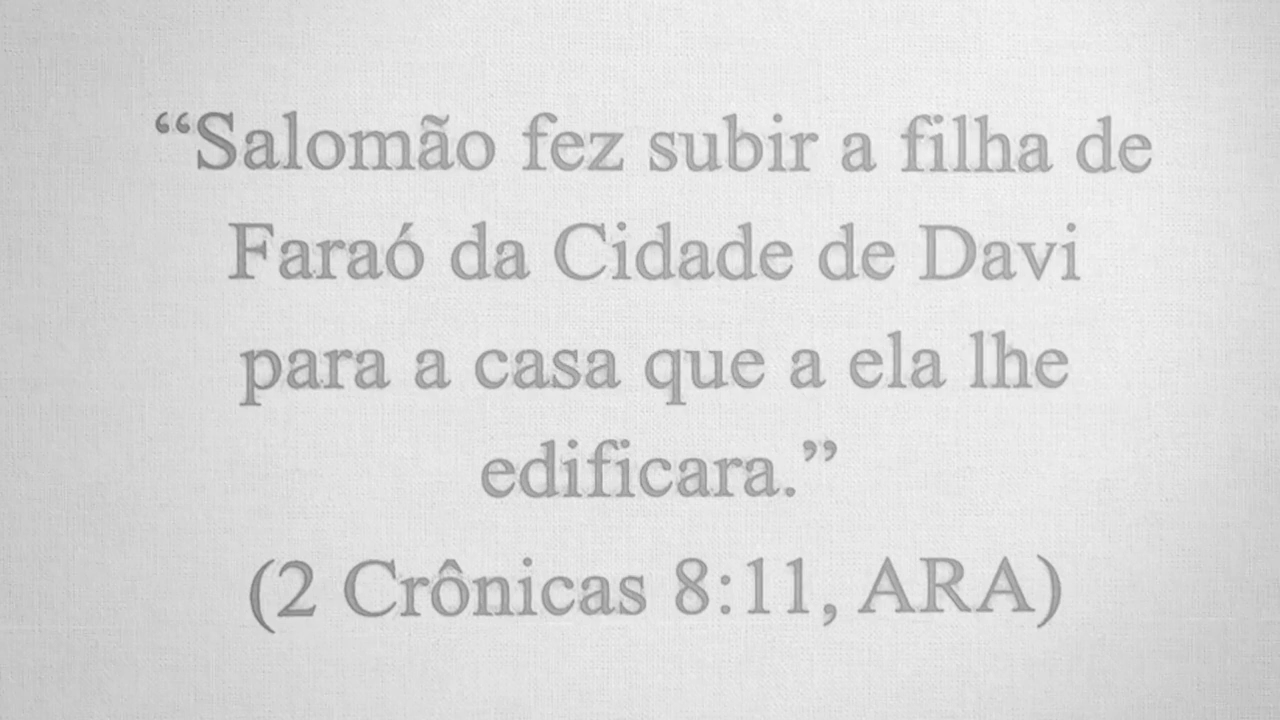 “Salomão fez subir a filha de
Faraó da Cidade de Davi
para a casa que a ela lhe
edificara.”
(2 Crônicas 8:11, ARA)